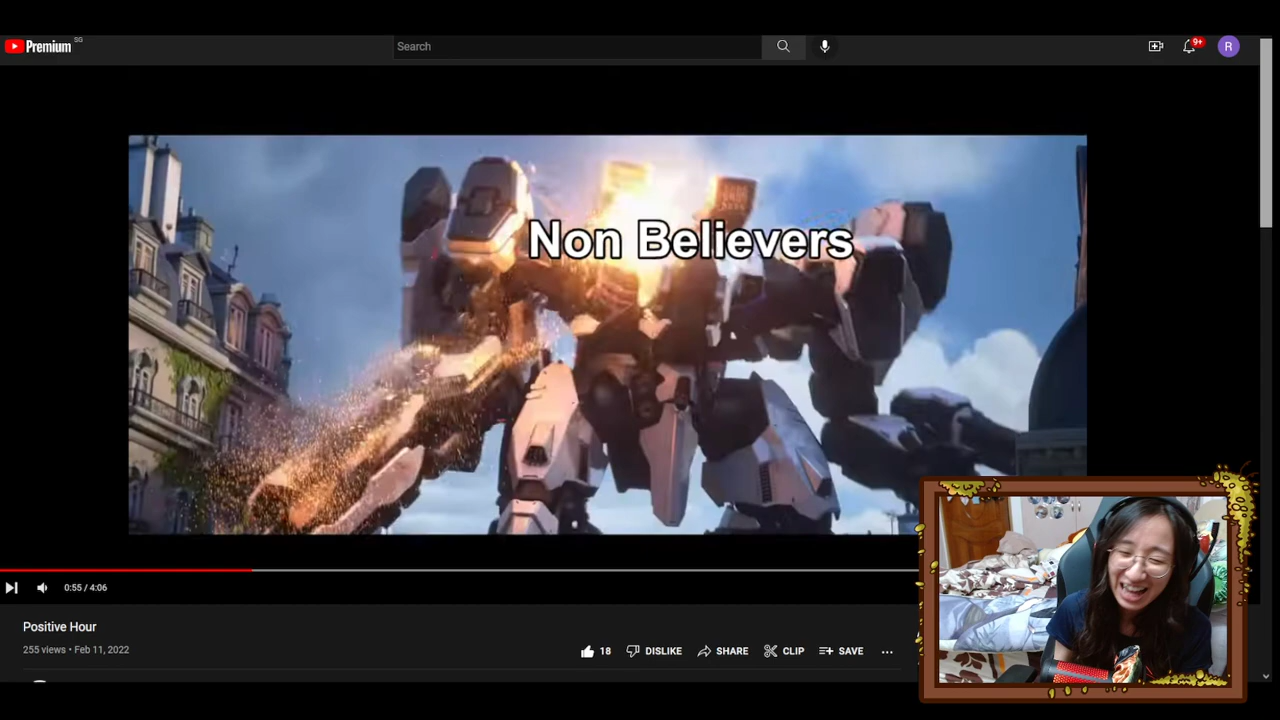 Premium SG
Search
9+
R
Non Believers
0:55 / 4:06
Positive Hour
255 views • Feb 11, 2022
18 DISLIKE SHARE CLIP SAVE